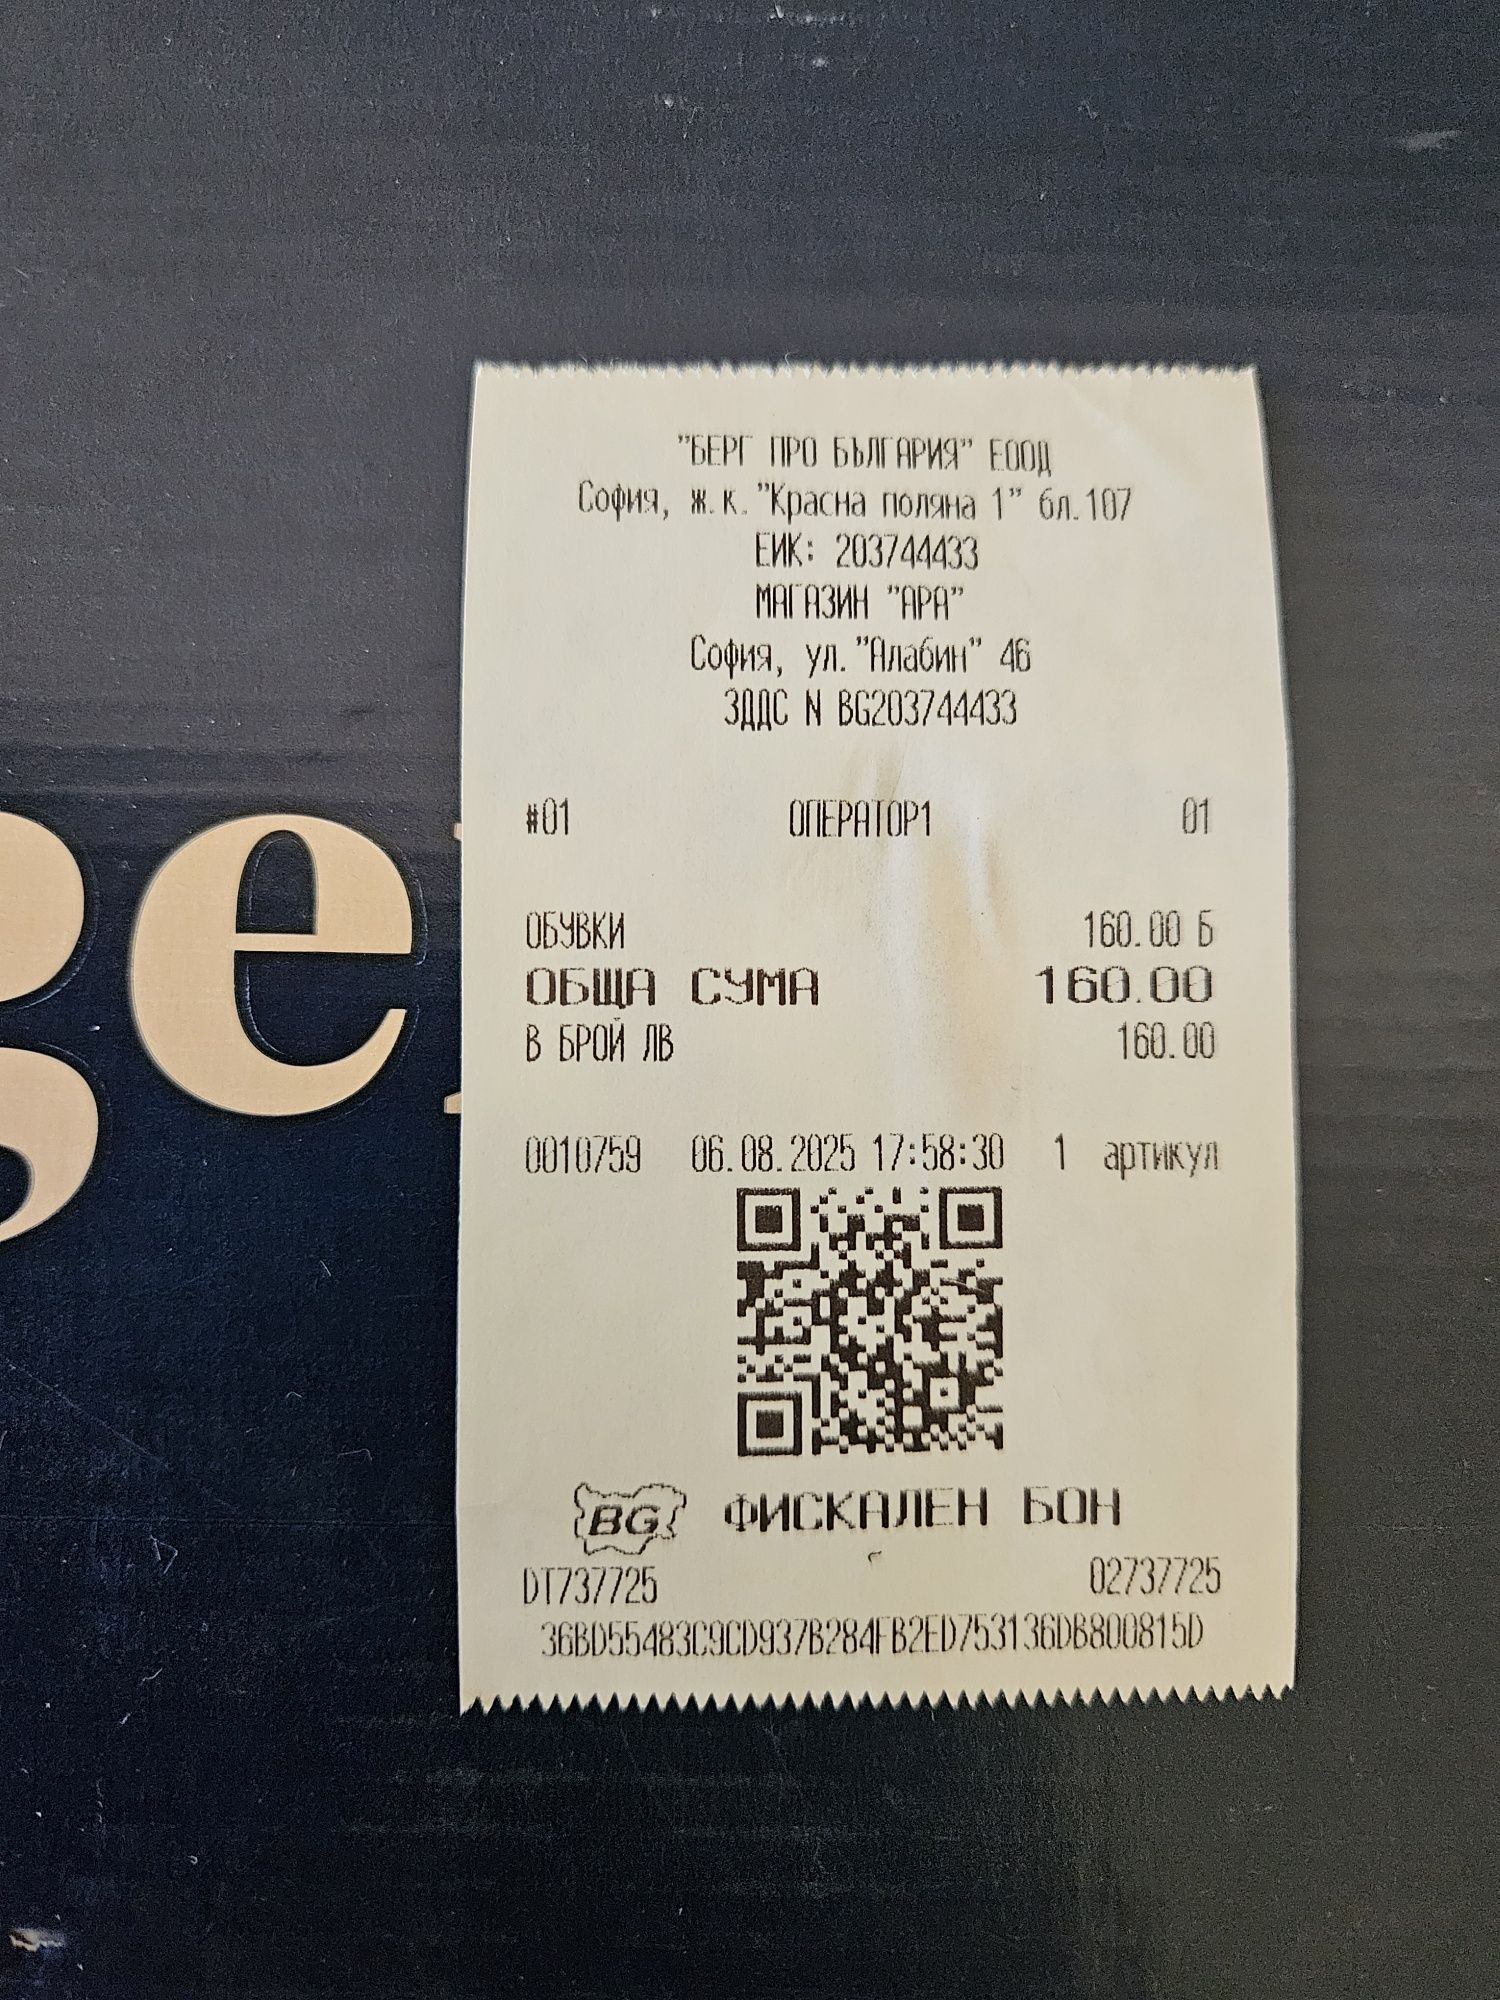 "БЕРГ ПРО БЪЛГАРИЯ" ЕООД
София, ж.к."Красна поляна 1" бл.107
ЕИК: 203744433
МАГАЗИН "АРА"
София, ул."Алабин" 46
ЗДДС N BG203744433
#01 ОПЕРАТОР1 01
ОБУВКИ 160.00 Б
ОБЩА СУМА 160.00
В БРОЙ ЛВ 160.00
0010759 06.08.2025 17:58:30 1 артикул
BG ФИСКАЛЕН БОН
DT737725 02737725
36BD55483C9CD937B284FB2ED753136DB800815D
ge